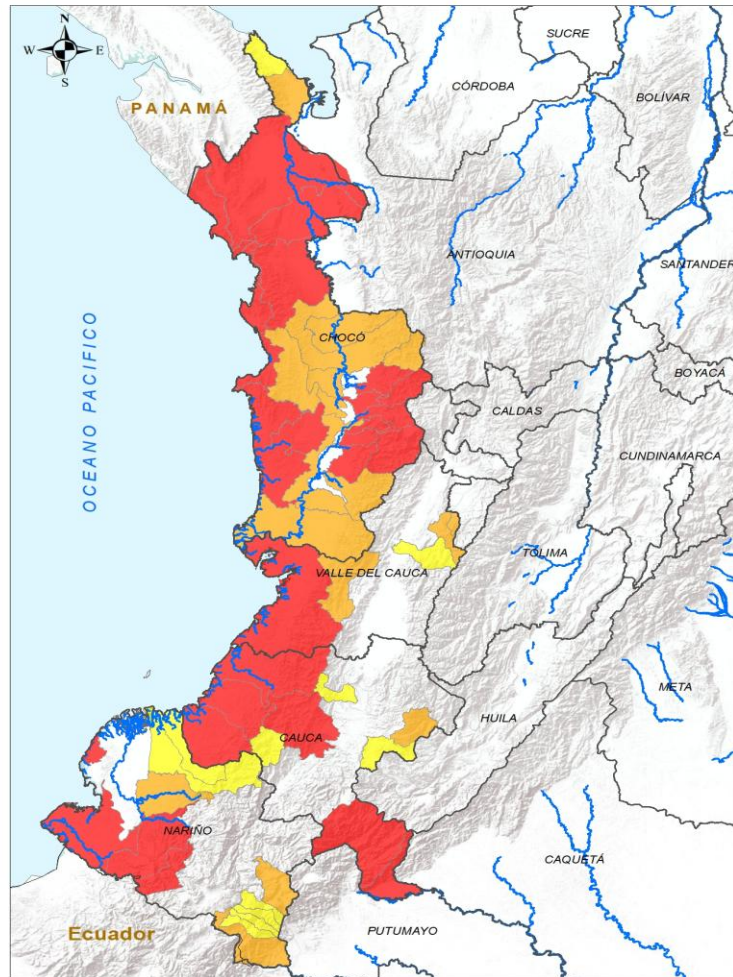 N
W E
S
SUCRE
CÓRDOBA
BOLÍVAR
PANAMÁ
ANTIOQUIA
SANTANDER
CHOCÓ
BOYACÁ
CALDAS
OCEANO PACIFICO
CUNDINAMARCA
TOLIMA
VALLE DEL CAUCA
META
HUILA
CAUCA
NARIÑO
CAQUETÁ
PUTUMAYO
Ecuador